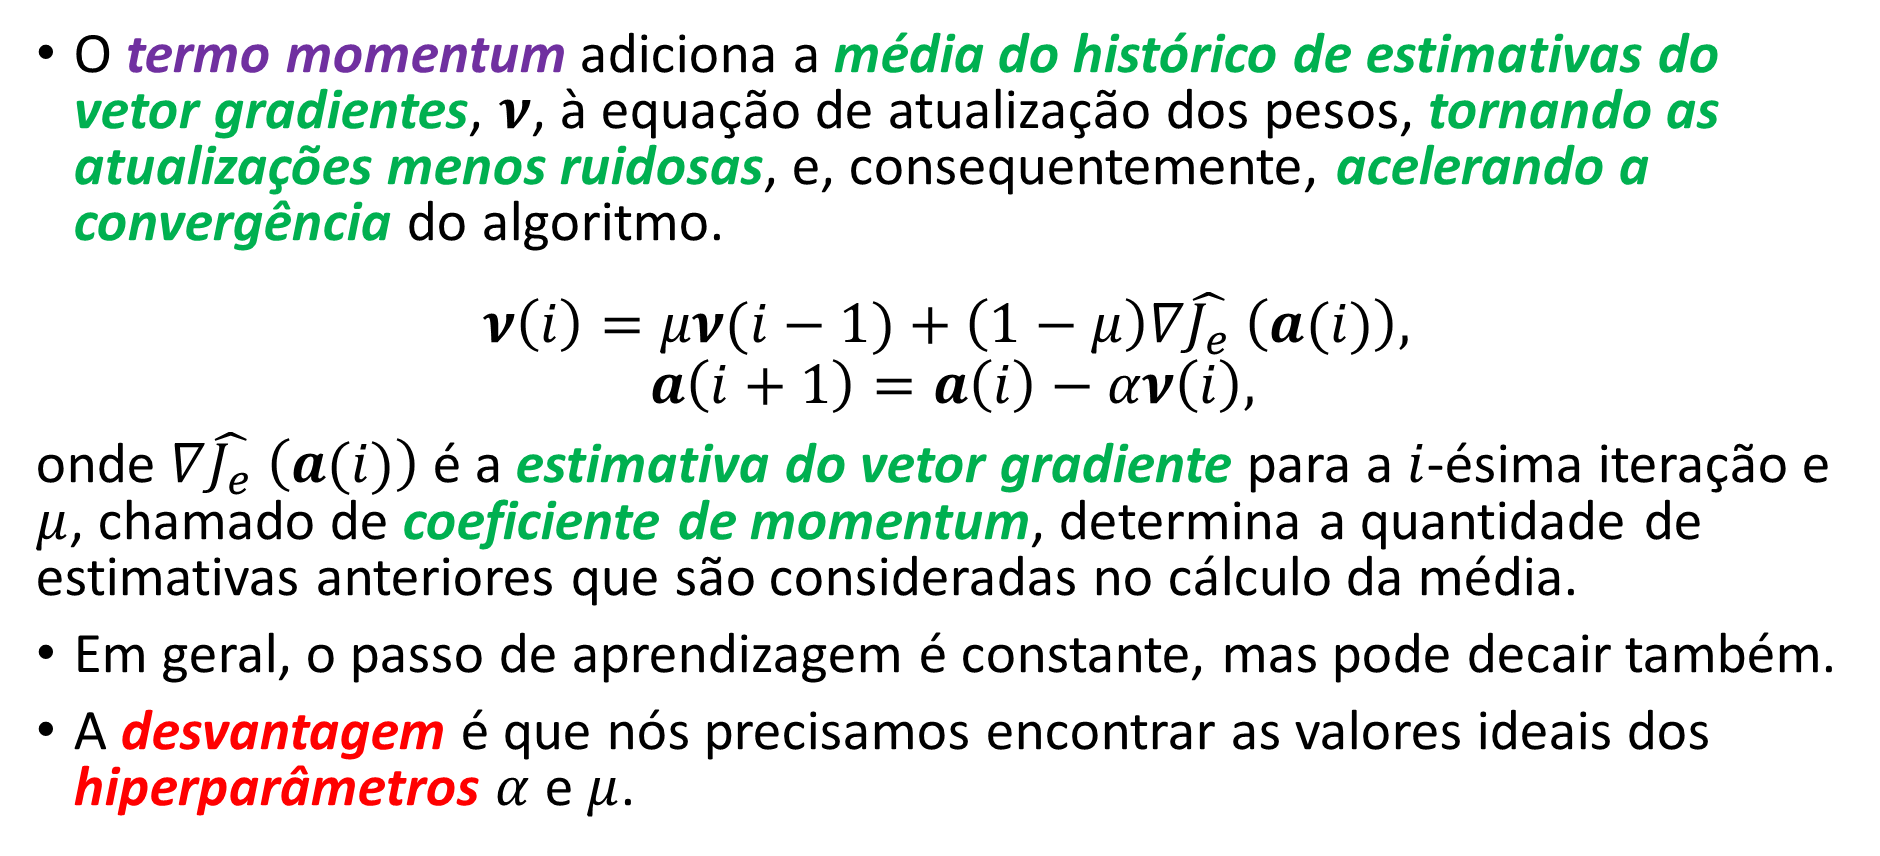 • O termo momentum adiciona a média do histórico de estimativas do
vetor gradientes, 𝝂, à equação de atualização dos pesos, tornando as
atualizações menos ruidosas, e, consequentemente, acelerando a
convergência do algoritmo.
𝝂(i) = μ𝝂(i − 1) + (1 − μ)∇Ĵₑ (𝒂(i)),
𝒂(i + 1) = 𝒂(i) − α𝝂(i),
onde ∇Ĵₑ (𝒂(i)) é a estimativa do vetor gradiente para a i-ésima iteração e
μ, chamado de coeficiente de momentum, determina a quantidade de
estimativas anteriores que são consideradas no cálculo da média.
• Em geral, o passo de aprendizagem é constante, mas pode decair também.
• A desvantagem é que nós precisamos encontrar as valores ideais dos
hiperparâmetros α e μ.